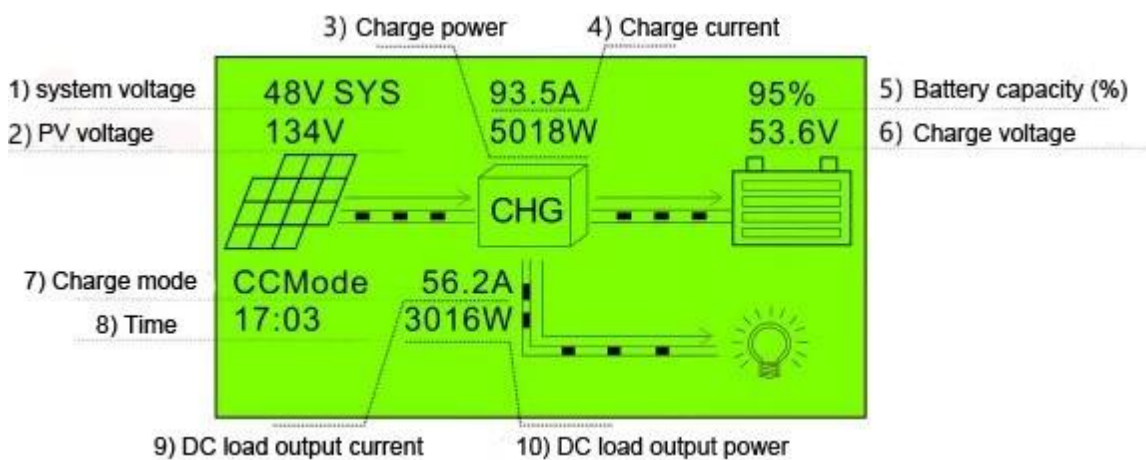 3) Charge power 4) Charge current
1) system voltage 48V SYS 93.5A 95% 5) Battery capacity (%)
2) PV voltage 134V 5018W 53.6V 6) Charge voltage
CHG
7) Charge mode CCMode 56.2A
8) Time 17:03 3016W
9) DC load output current 10) DC load output power